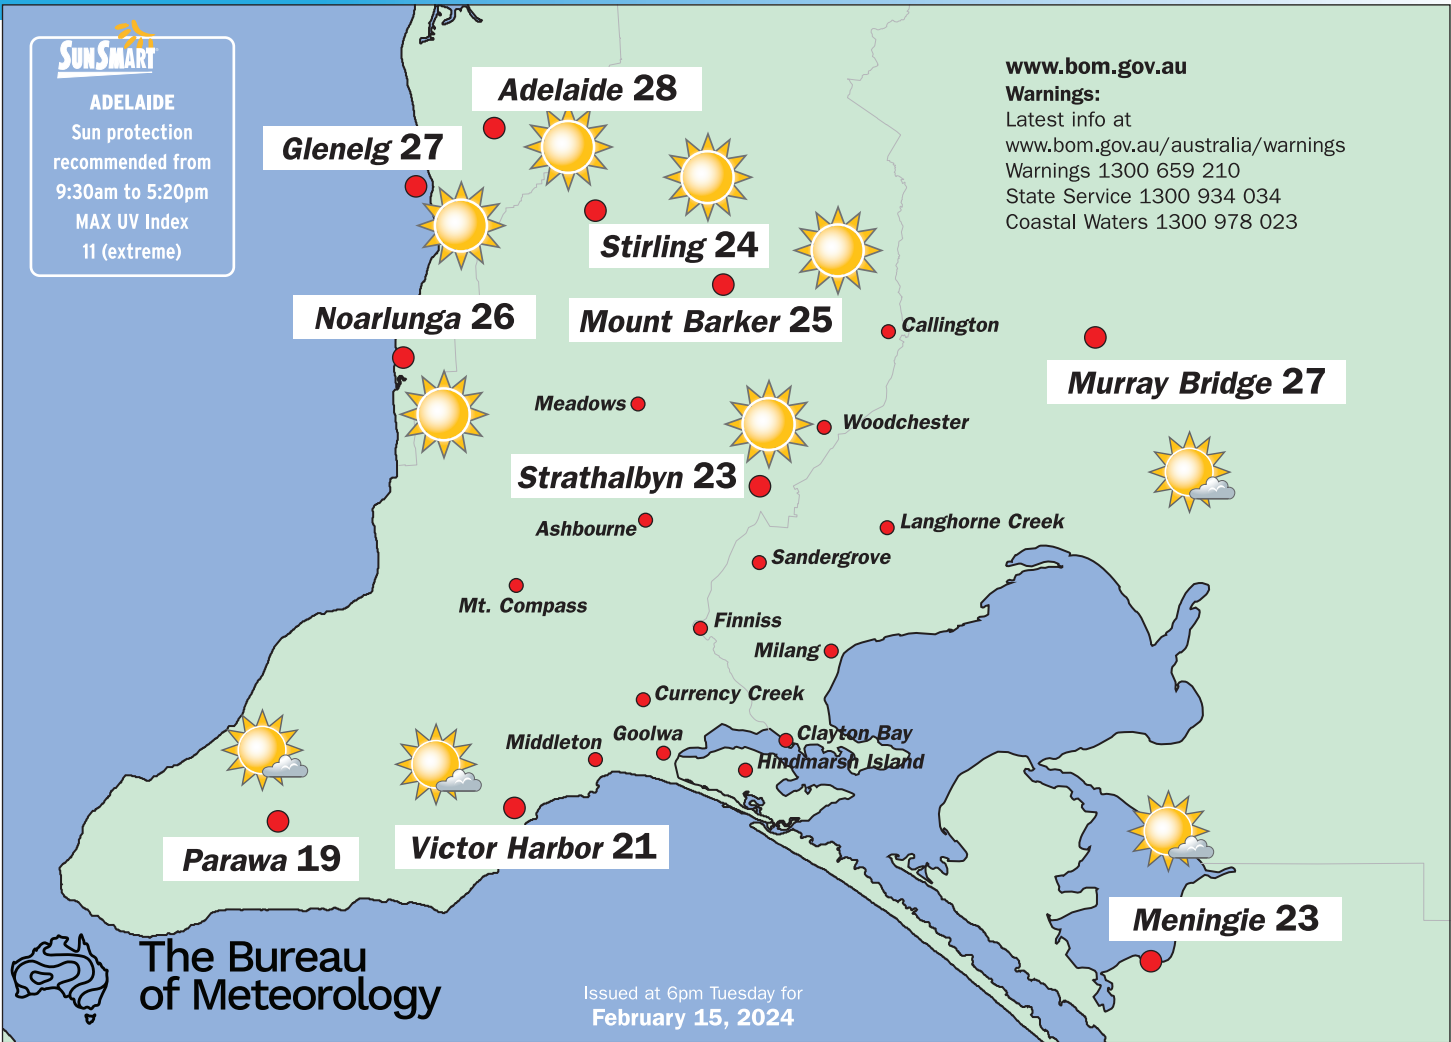 SUNSMART
ADELAIDE
Sun protection
recommended from
9:30am to 5:20pm
MAX UV Index
11 (extreme)
www.bom.gov.au
Warnings:
Latest info at
www.bom.gov.au/australia/warnings
Warnings 1300 659 210
State Service 1300 934 034
Coastal Waters 1300 978 023
Adelaide 28
Glenelg 27
Stirling 24
Noarlunga 26
Mount Barker 25
Callington
Murray Bridge 27
Meadows
Woodchester
Strathalbyn 23
Ashbourne
Langhorne Creek
Sandergrove
Mt. Compass
Finniss
Milang
Currency Creek
Goolwa
Clayton Bay
Middleton
Hindmarsh Island
Victor Harbor 21
Parawa 19
Meningie 23
The Bureau
of Meteorology
Issued at 6pm Tuesday for
February 15, 2024